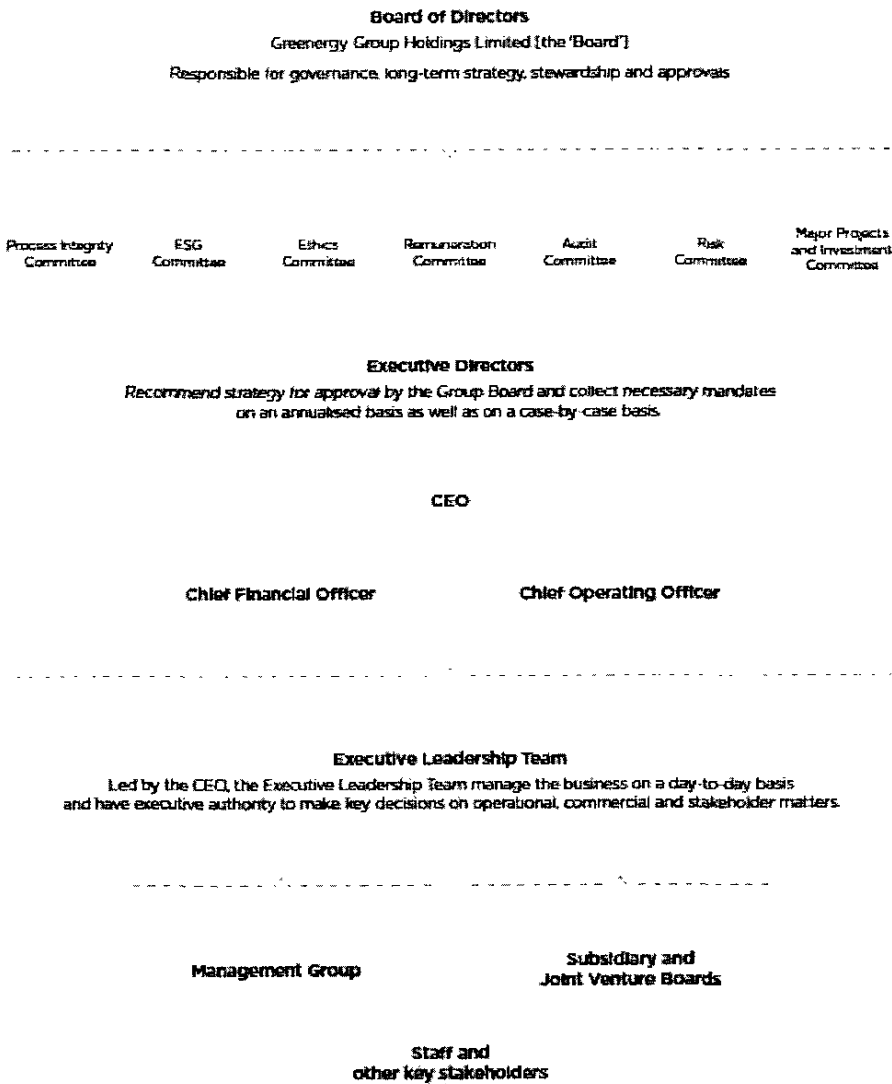 Board of Directors
Greenergy Group Holdings Limited [the 'Board']
Responsible for governance, long-term strategy, stewardship and approvals
Process Integrity Committee
ESG Committee
Ethics Committee
Remuneration Committee
Audit Committee
Risk Committee
Major Projects and Investment Committee
Executive Directors
Recommend strategy for approval by the Group Board and collect necessary mandates
on an annualised basis as well as on a case-by-case basis
CEO
Chief Financial Officer
Chief Operating Officer
Executive Leadership Team
Led by the CEO, the Executive Leadership Team manage the business on a day-to-day basis
and have executive authority to make key decisions on operational, commercial and stakeholder matters.
Management Group
Subsidiary and
Joint Venture Boards
Staff and
other key stakeholders